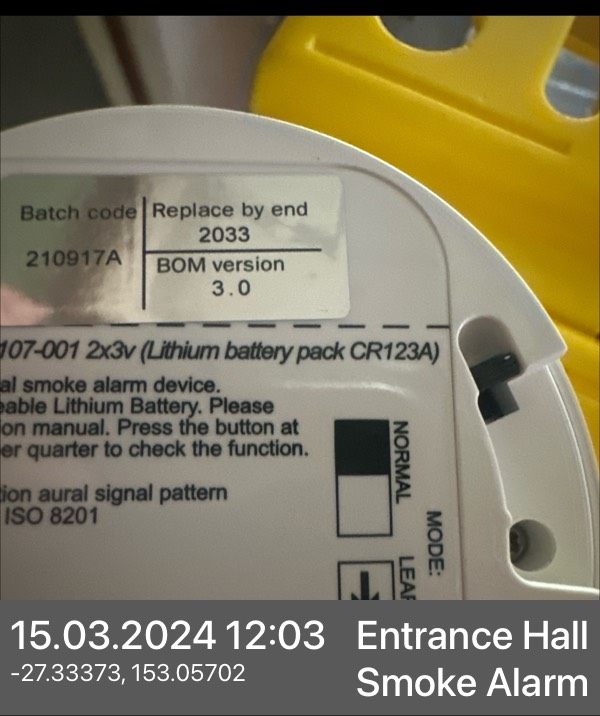 Batch code
210917A
Replace by end
2033
BOM version
3.0
107-001 2x3v (Lithium battery pack CR123A)
al smoke alarm device.
eable Lithium Battery. Please
on manual. Press the button at
er quarter to check the function.
ion aural signal pattern
ISO 8201
NORMAL
MODE:
LEAR
15.03.2024 12:03
-27.33373, 153.05702
Entrance Hall
Smoke Alarm